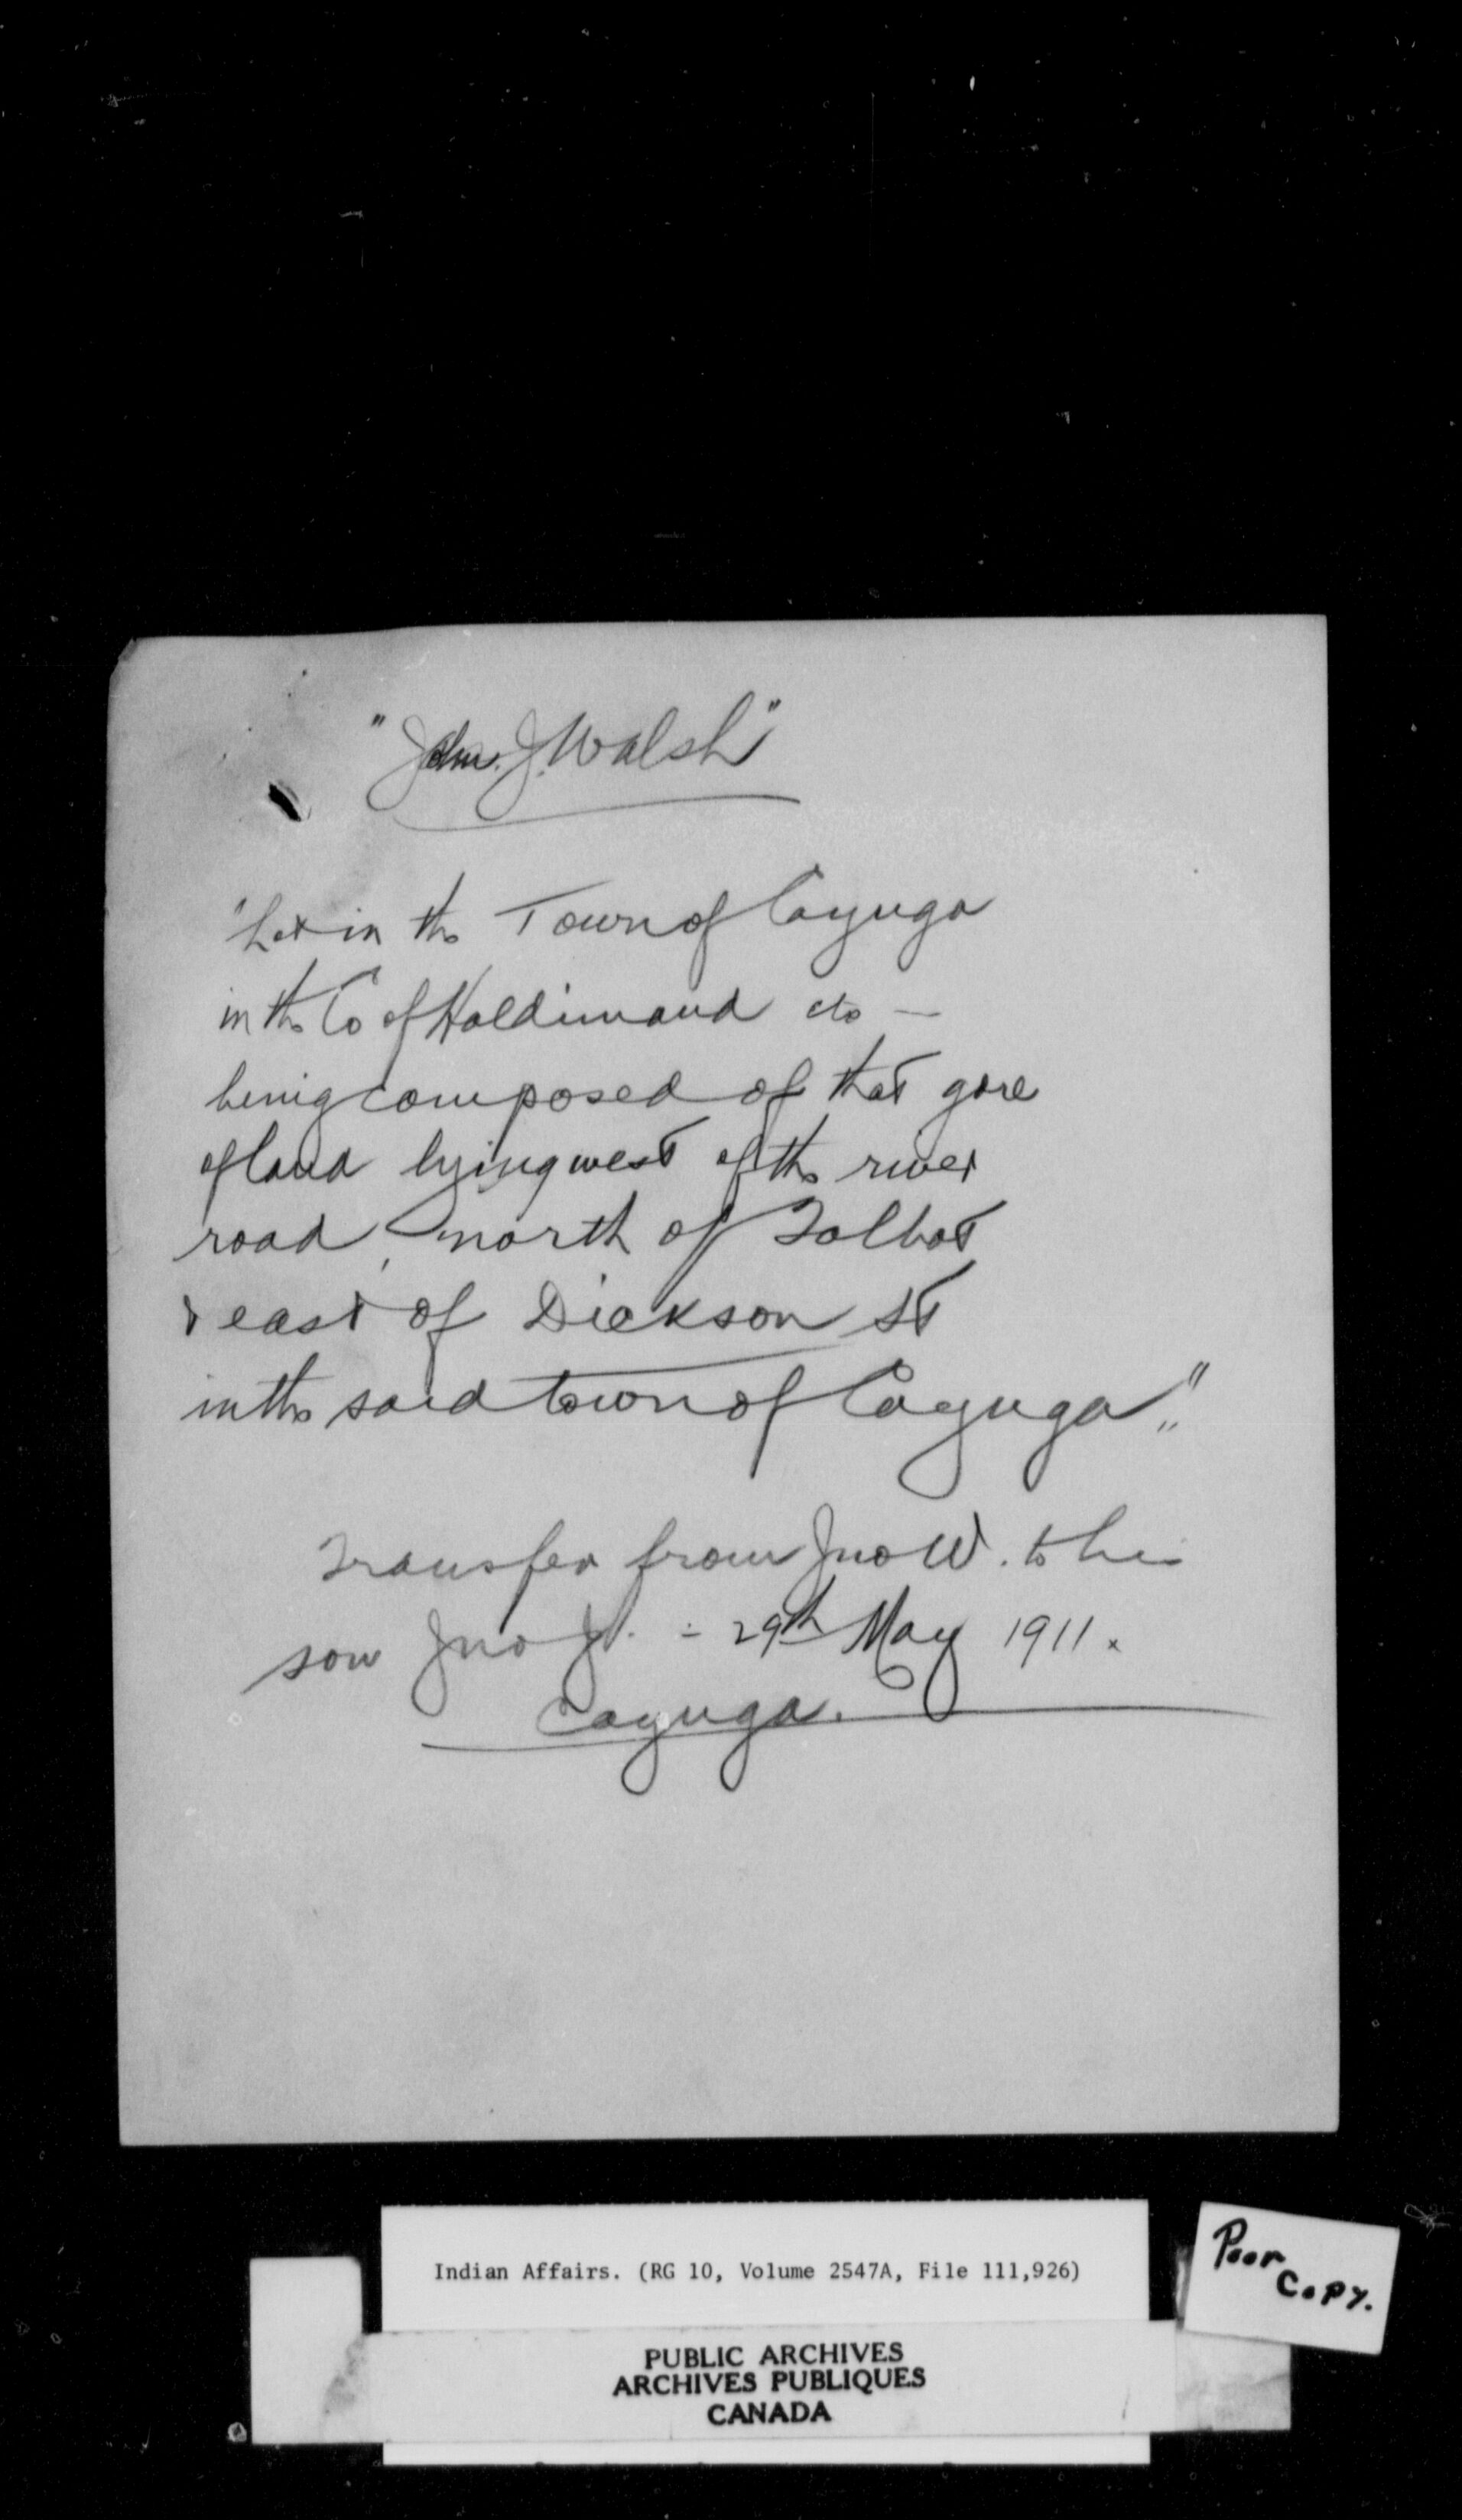 "John. J. Walsh"
"Lot in the Town of Cayuga
in the Co of Haldimand etc —
being composed of that gore
of land lying west of the river
road, north of Talbot
& east of Dickson St
in the said town of Cayuga,"
Transfer from Jno W. to his
son Jno J. - 29th May 1911.
Cayuga.
Indian Affairs. (RG 10, Volume 2547A, File 111,926)
Poor
Copy.
PUBLIC ARCHIVES
ARCHIVES PUBLIQUES
CANADA